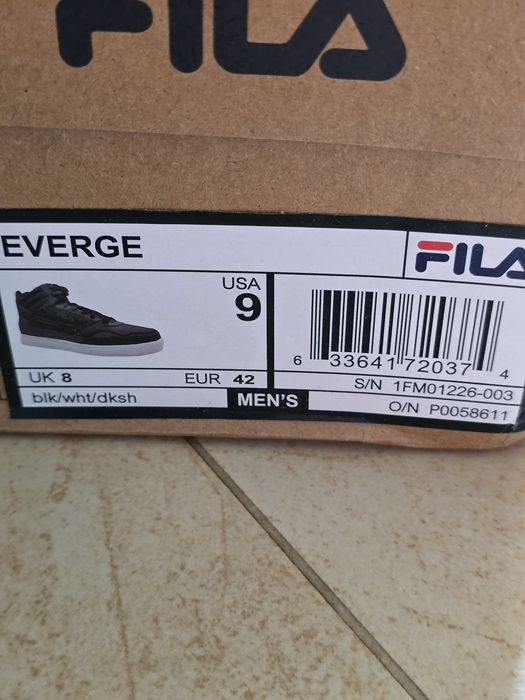 FILA
EVERGE
FILA
USA
9
UK 8
EUR 42
blk/wht/dksh
MEN'S
6 33641 72037 4
S/N 1FM01226-003
O/N P0058611